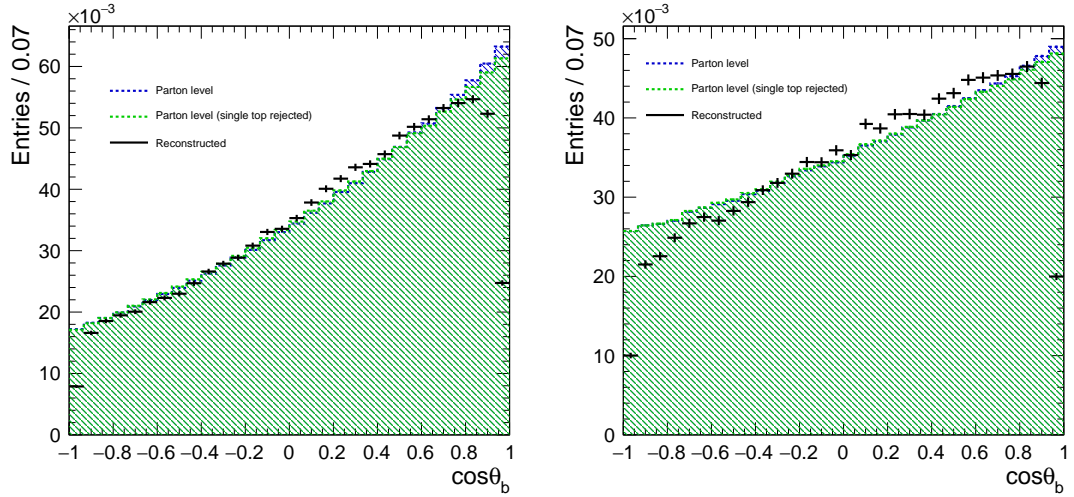 ×10⁻³
Entries / 0.07
60
50
40
30
20
10
0
Parton level
Parton level (single top rejected)
Reconstructed
−1 −0.8 −0.6 −0.4 −0.2 0 0.2 0.4 0.6 0.8 1
cosθ_b
×10⁻³
Entries / 0.07
50
40
30
20
10
0
Parton level
Parton level (single top rejected)
Reconstructed
−1 −0.8 −0.6 −0.4 −0.2 0 0.2 0.4 0.6 0.8 1
cosθ_b